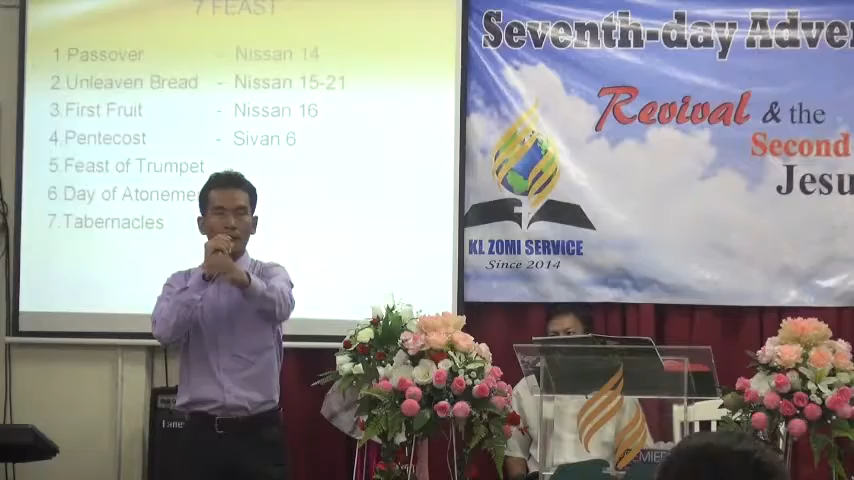 7 FEAST
1 Passover - Nissan 14
2.Unleaven Bread - Nissan 15-21
3.First Fruit - Nissan 16
4.Pentecost - Sivan 6
5.Feast of Trumpet
6.Day of Atonement
7.Tabernacles
Seventh-day Adven
Revival & the
Second
Jesu
KL ZOMI SERVICE
Since 2014